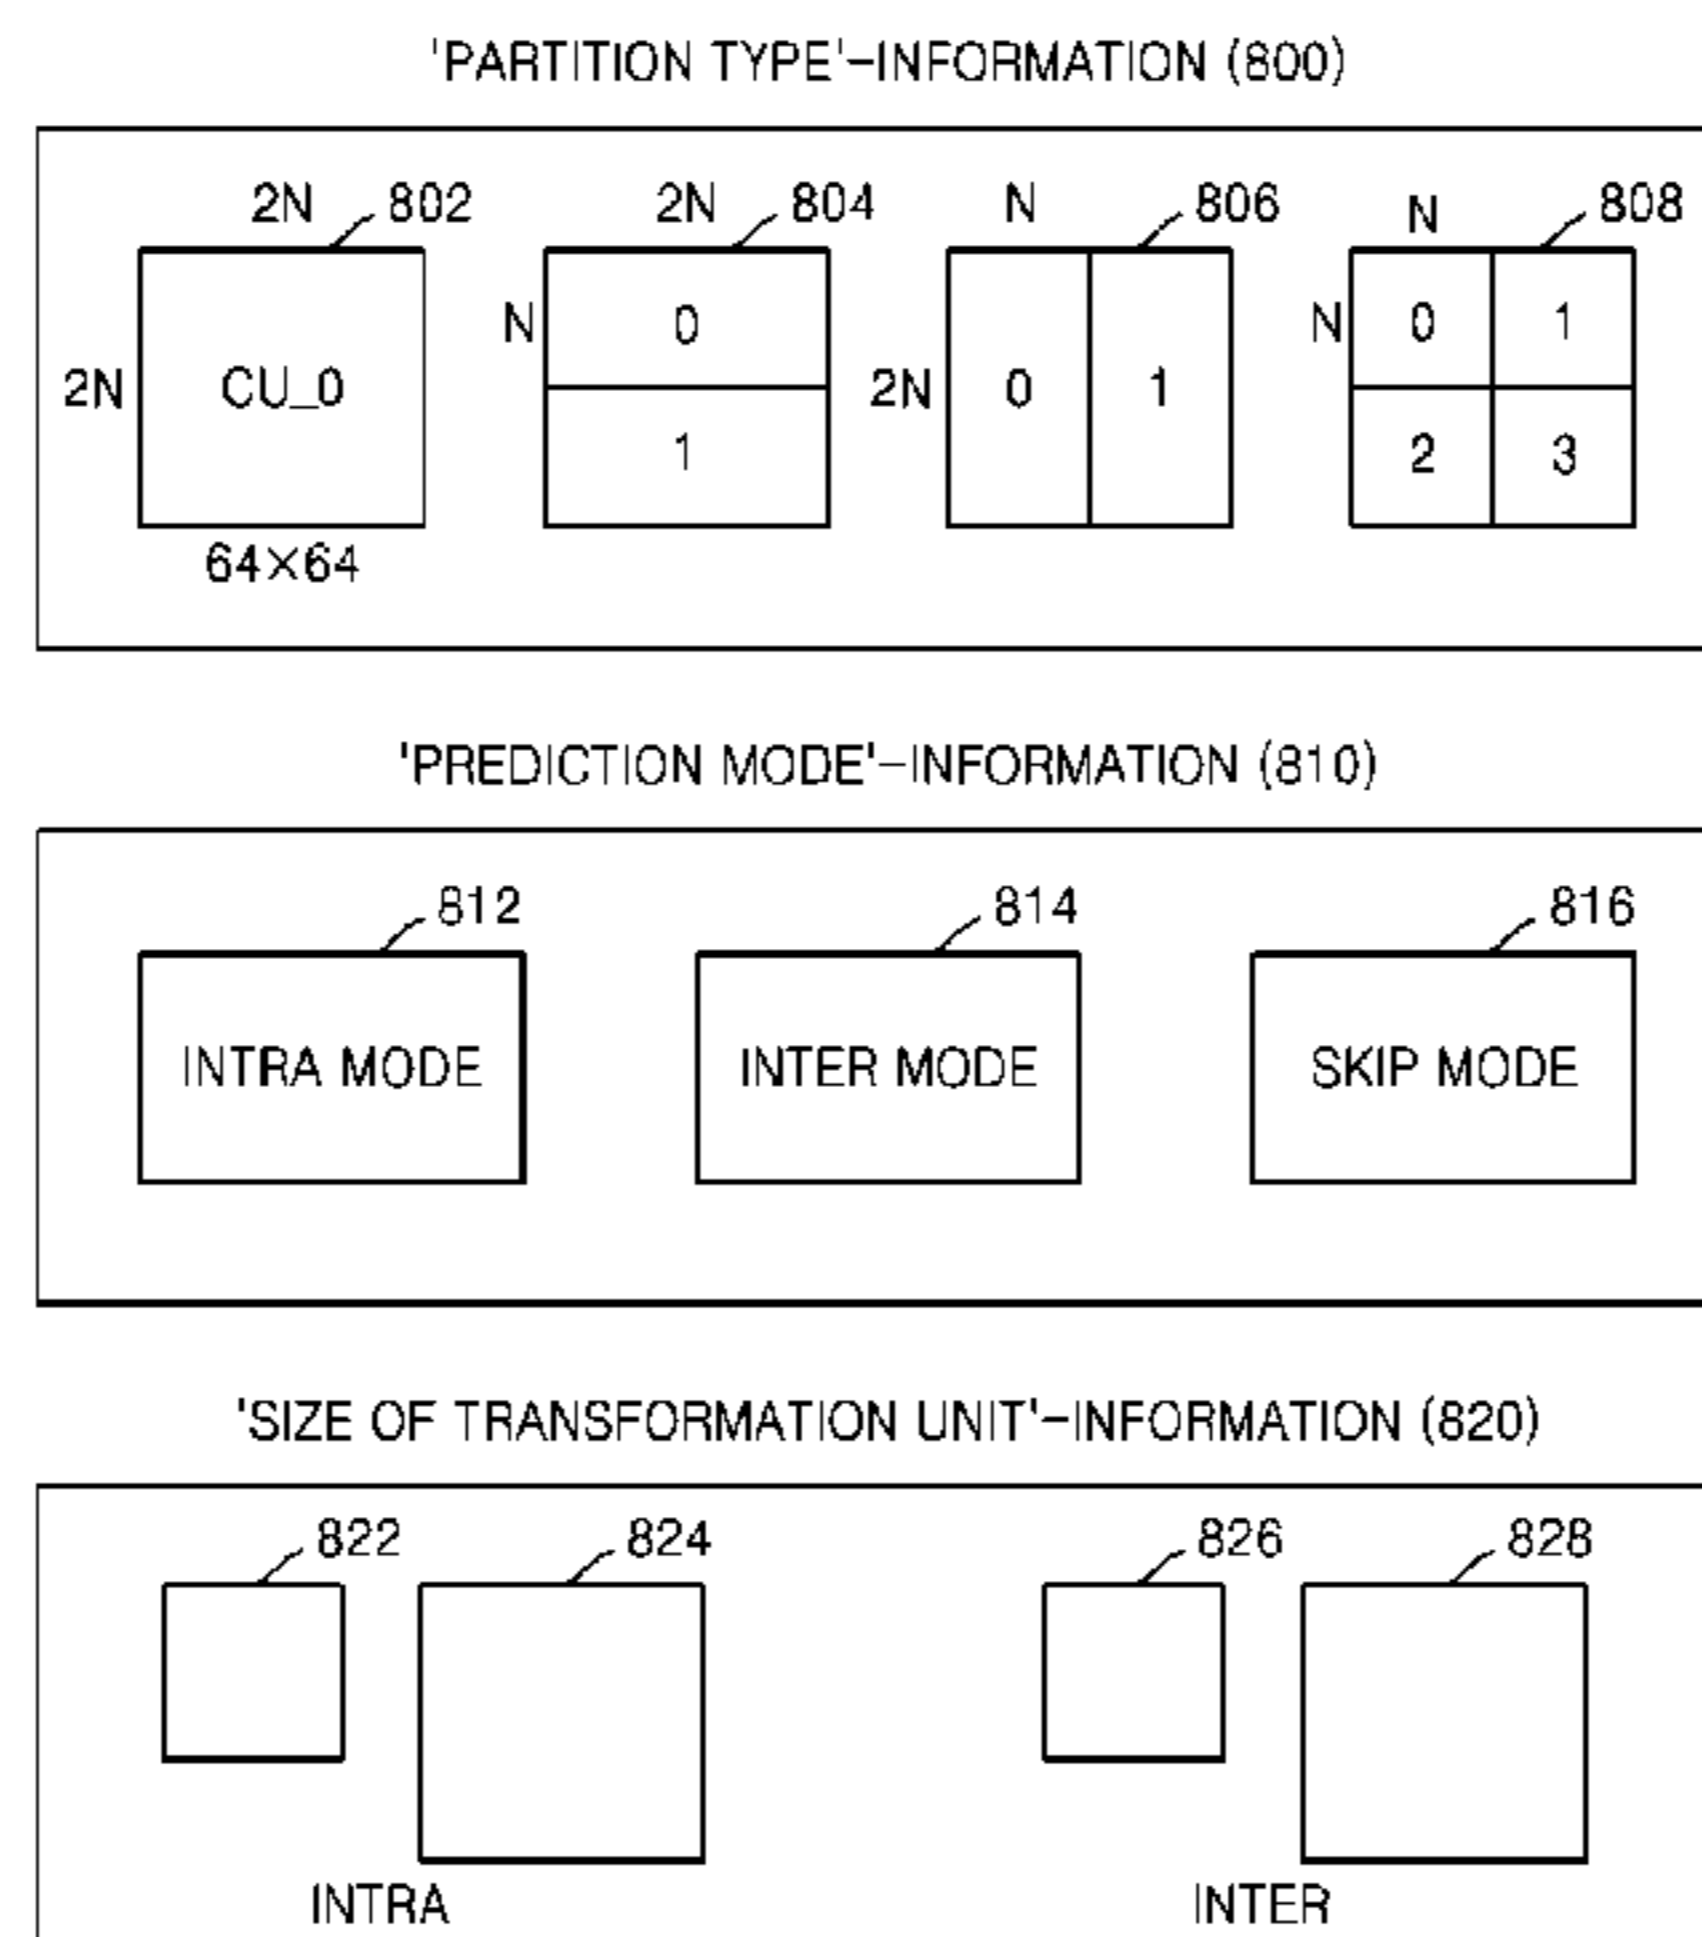 'PARTITION TYPE'-INFORMATION (800)
2N 802 2N 804 N 806 N 808
N 0 N 0 1
2N CU_0 2N 0 1
1 2 3
64×64
'PREDICTION MODE'-INFORMATION (810)
812 814 816
INTRA MODE INTER MODE SKIP MODE
'SIZE OF TRANSFORMATION UNIT'-INFORMATION (820)
822 824 826 828
INTRA INTER